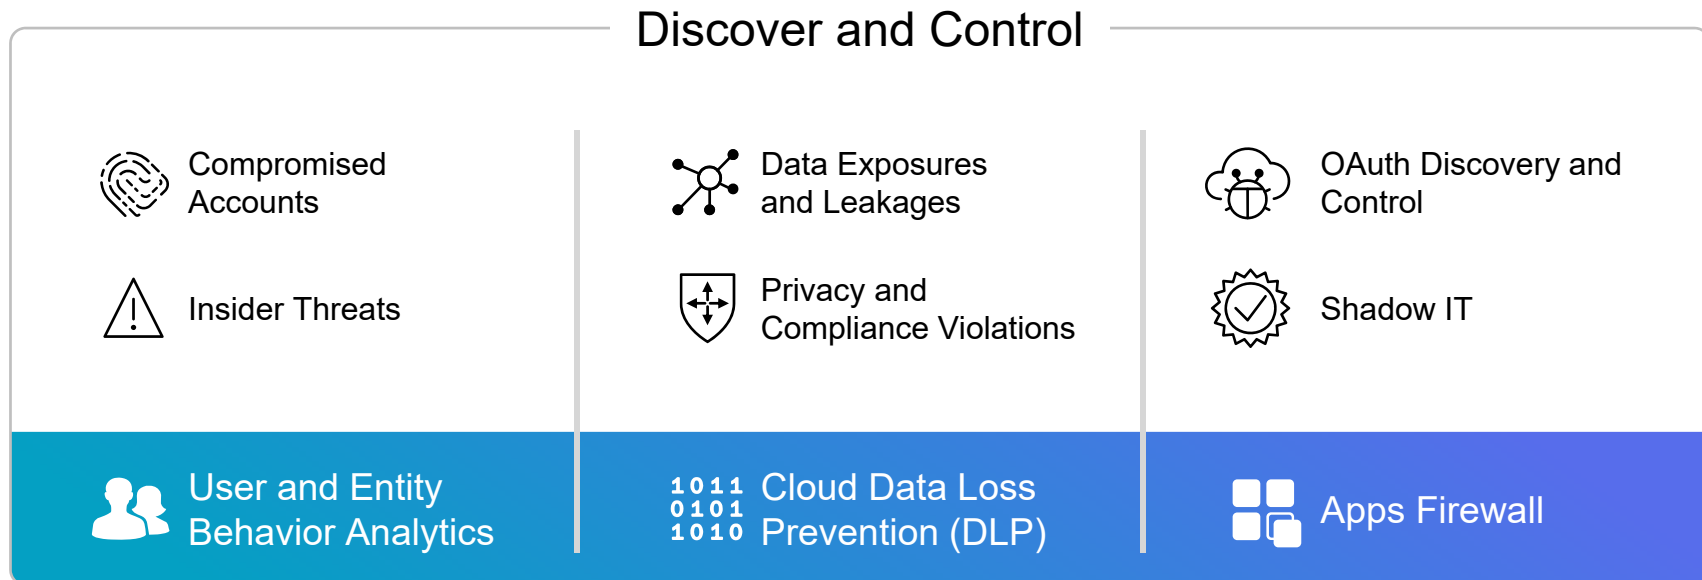 Discover and Control
Compromised
Accounts
Insider Threats
Data Exposures
and Leakages
Privacy and
Compliance Violations
OAuth Discovery and
Control
Shadow IT
User and Entity
Behavior Analytics
1011
0101
1010
Cloud Data Loss
Prevention (DLP)
Apps Firewall